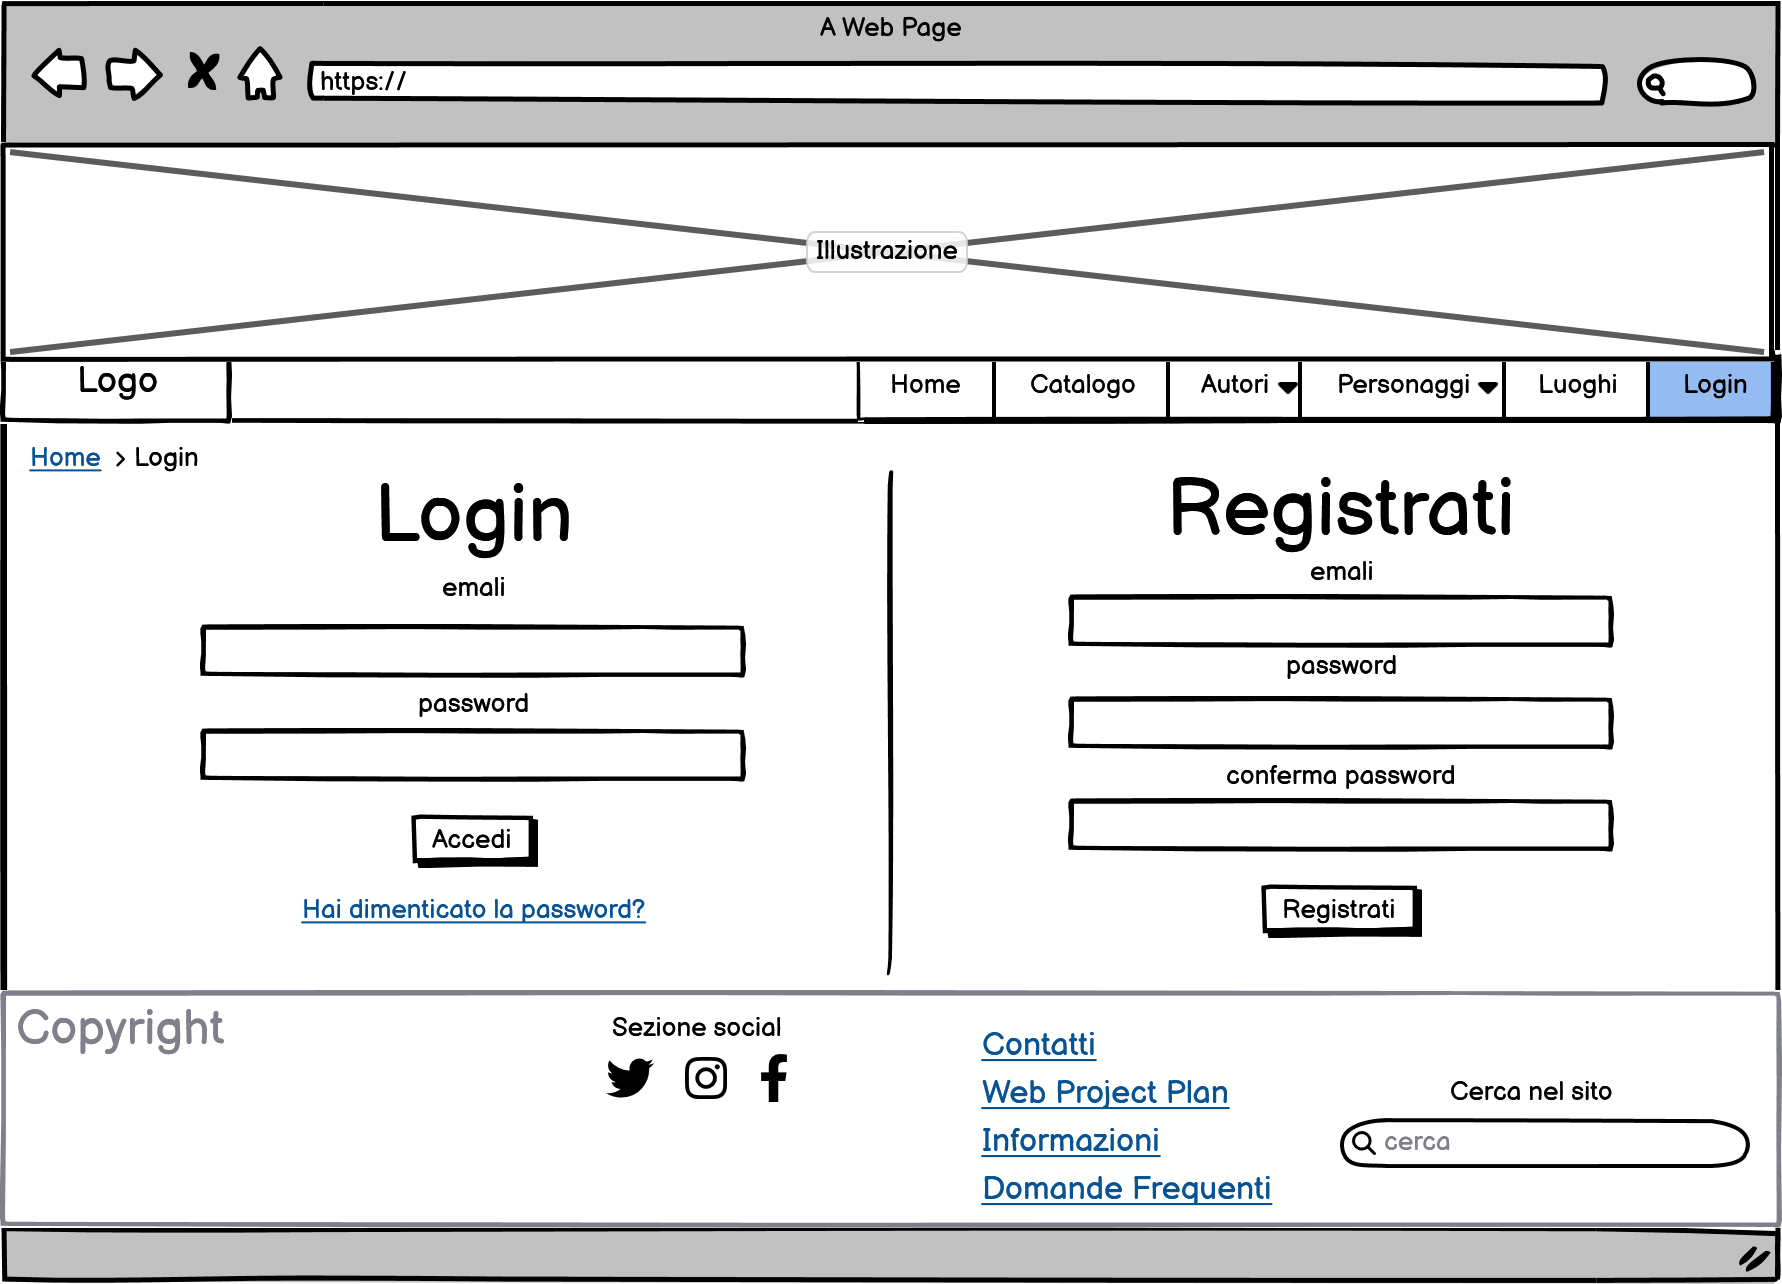 A Web Page
https://
Illustrazione
Logo
Home
Catalogo
Autori
Personaggi
Luoghi
Login
Home > Login
Login
emali
password
Accedi
Hai dimenticato la password?
Registrati
emali
password
conferma password
Registrati
Copyright
Sezione social
Contatti
Web Project Plan
Informazioni
Domande Frequenti
Cerca nel sito
cerca